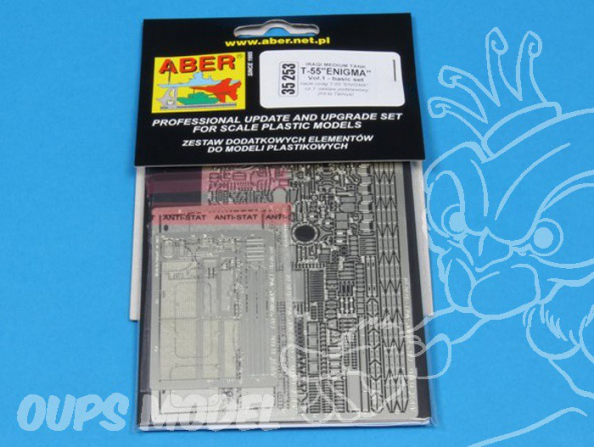 www.aber.net.pl
ABER
SINCE 1995
35 253
IRAQI MEDIUM TANK
T-55"ENIGMA"
Vol.1 - basic set
PROFESSIONAL UPDATE AND UPGRADE SET
FOR SCALE PLASTIC MODELS
ZESTAW DODATKOWYCH ELEMENTÓW
DO MODELI PLASTIKOWYCH
ANTI-STAT ANTI-STAT ANTI-STAT
OUPS MODEL